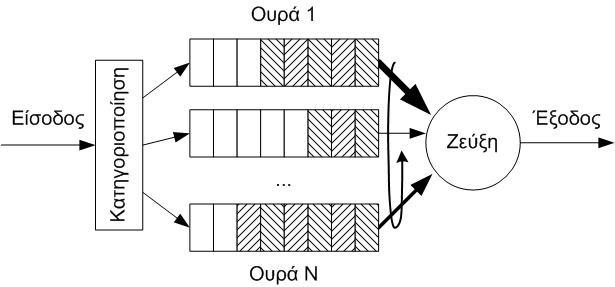 Ουρά 1
Είσοδος
Κατηγοριοποίηση
Ζεύξη
Έξοδος
...
Ουρά Ν